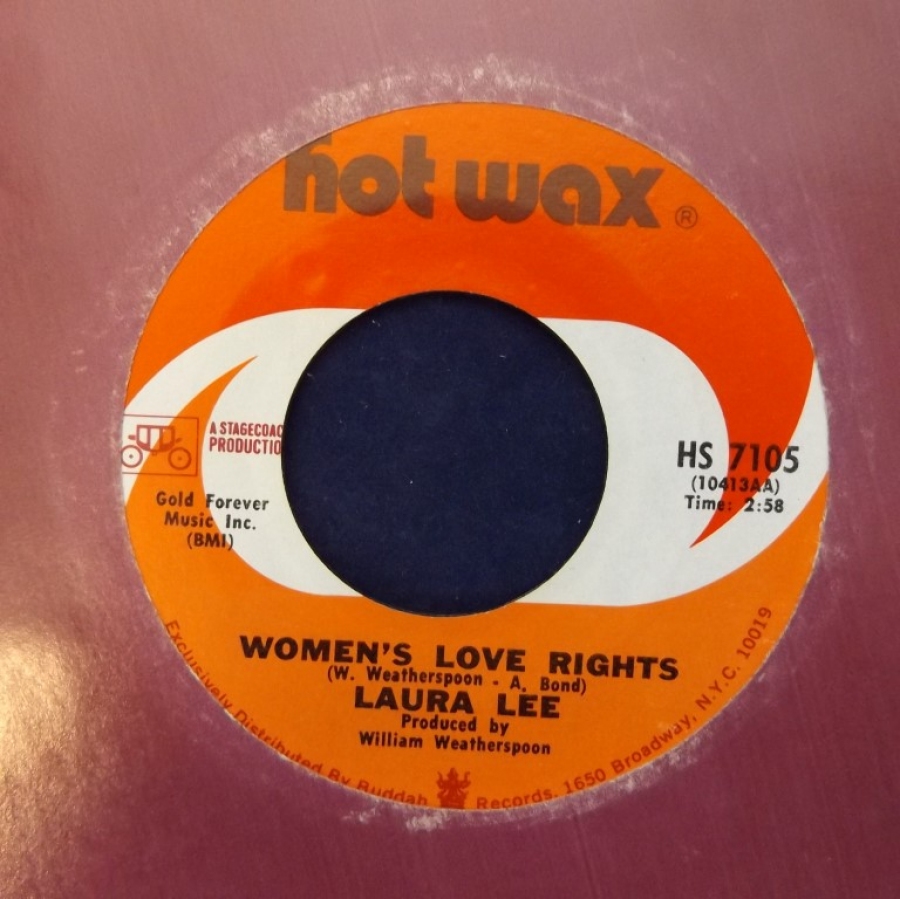 hot wax ®
A STAGECOAC
PRODUCTIO
Gold Forever
Music Inc.
(BMI)
HS 7105
(10413AA)
Time: 2:58
WOMEN'S LOVE RIGHTS
(W. Weatherspoon - A. Bond)
LAURA LEE
Produced by
William Weatherspoon
Exclusively Distributed By Buddah Records, 1650 Broadway, N.Y.C. 10019